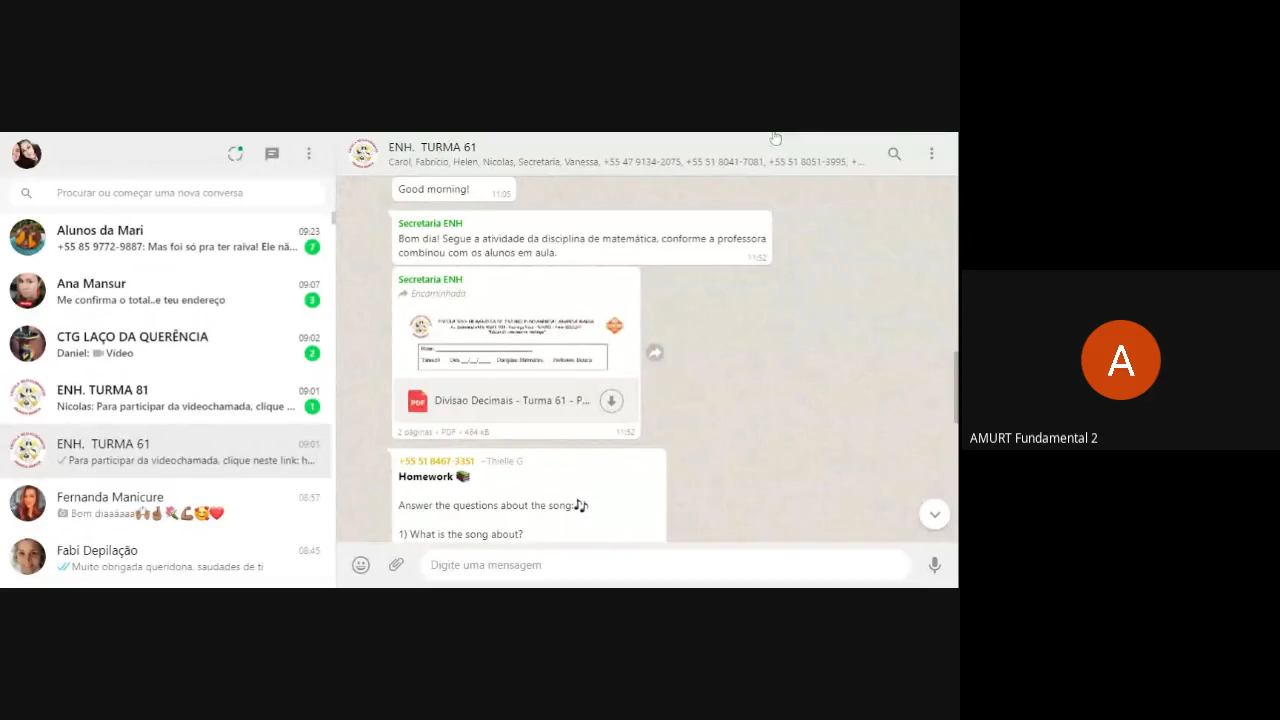 Procurar ou começar uma nova conversa
Alunos da Mari 09:23
+55 85 9772-9887: Mas foi só pra ter raiva! Ele nã... 7
Ana Mansur 09:07
Me confirma o total..e teu endereço 3
CTG LAÇO DA QUERÊNCIA 09:02
Daniel: Vídeo 2
ENH. TURMA 81 09:01
Nicolas: Para participar da videochamada, clique ... 1
ENH. TURMA 61 09:01
Para participar da videochamada, clique neste link: h...
Fernanda Manicure 08:57
Bom diaaaaaa
Fabi Depilação 08:45
Muito obrigada queridona. saudades de ti
ENH. TURMA 61
Carol, Fabrício, Helen, Nicolas, Secretaria, Vanessa, +55 47 9134-2075, +55 51 8041-7081, +55 51 8051-3995, +...
Good morning! 11:05
Secretaria ENH
Bom dia! Segue a atividade da disciplina de matemática, conforme a professora
combinou com os alunos em aula. 11:52
Secretaria ENH
Encaminhada
PDF Divisao Decimais - Turma 61 - P...
2 páginas • PDF • 484 kB 11:52
+55 51 8467-3351 ~Thielle G
Homework
Answer the questions about the song:
1) What is the song about?
Digite uma mensagem
A
AMURT Fundamental 2